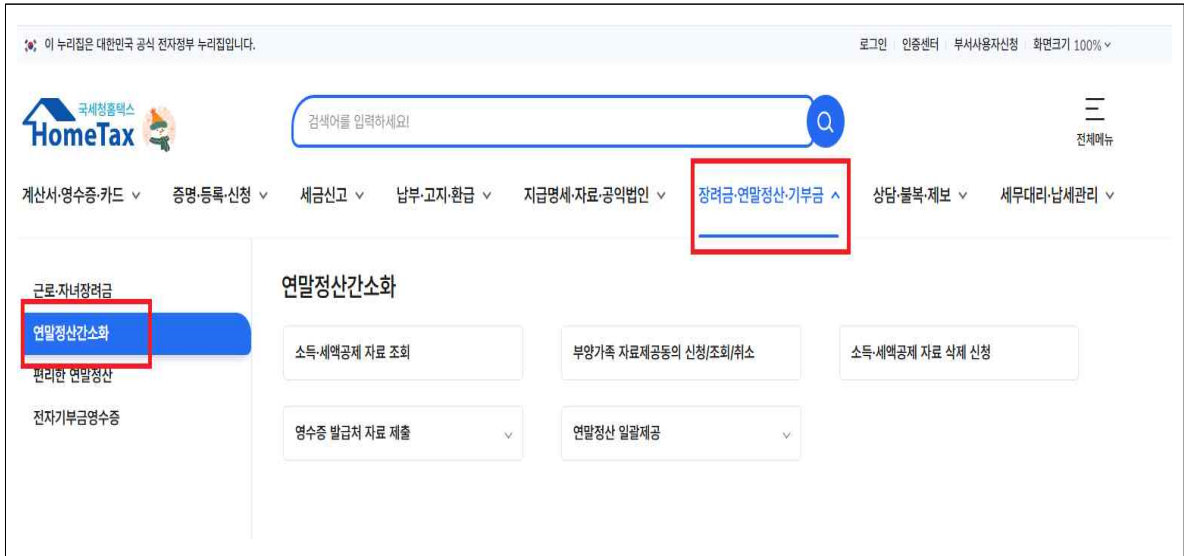 이 누리집은 대한민국 공식 전자정부 누리집입니다.
로그인 인증센터 부서사용자신청 화면크기 100%
국세청홈택스
HomeTax
검색어를 입력하세요!
전체메뉴
계산서·영수증·카드 증명·등록·신청 세금신고 납부·고지·환급 지급명세·자료·공익법인 장려금·연말정산·기부금 상담·불복·제보 세무대리·납세관리
근로·자녀장려금
연말정산간소화
편리한 연말정산
전자기부금영수증
연말정산간소화
소득·세액공제 자료 조회 부양가족 자료제공동의 신청/조회/취소 소득·세액공제 자료 삭제 신청
영수증 발급처 자료 제출 연말정산 일괄제공